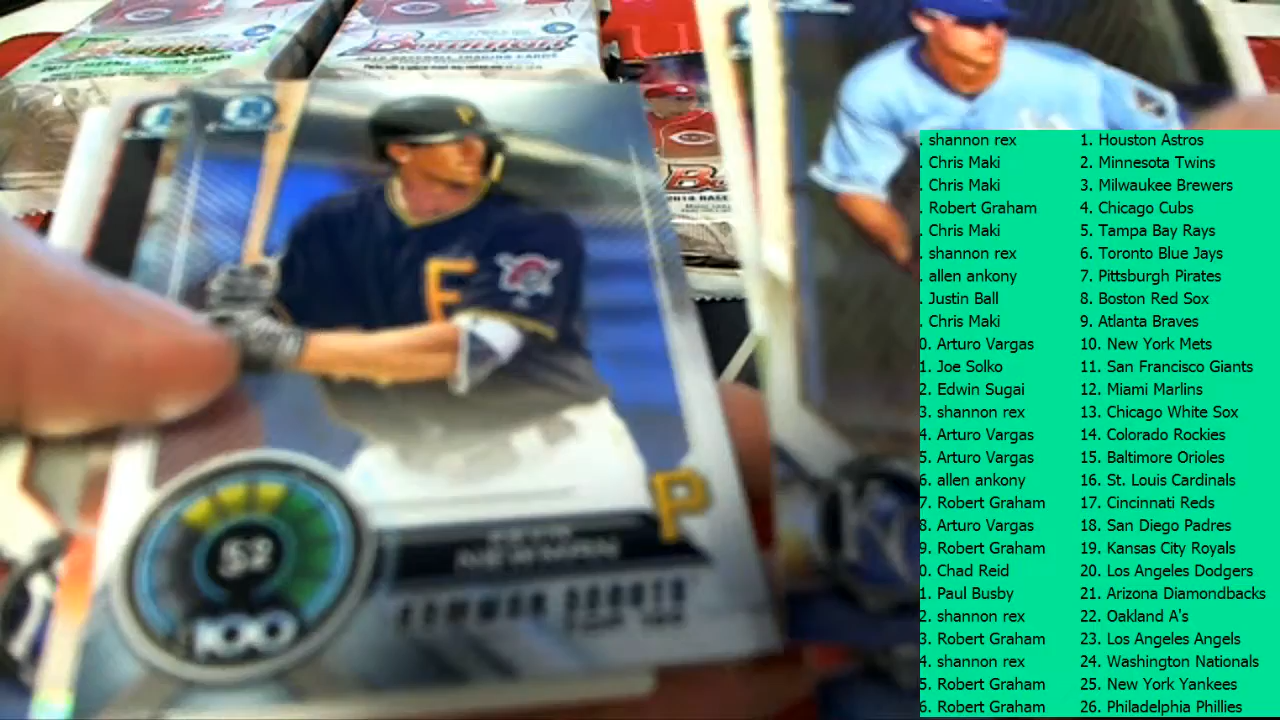 Bowman
Bowman
. shannon rex 1. Houston Astros
. Chris Maki 2. Minnesota Twins
. Chris Maki 3. Milwaukee Brewers
. Robert Graham 4. Chicago Cubs
. Chris Maki 5. Tampa Bay Rays
. shannon rex 6. Toronto Blue Jays
. allen ankony 7. Pittsburgh Pirates
. Justin Ball 8. Boston Red Sox
. Chris Maki 9. Atlanta Braves
0. Arturo Vargas 10. New York Mets
1. Joe Solko 11. San Francisco Giants
2. Edwin Sugai 12. Miami Marlins
3. shannon rex 13. Chicago White Sox
4. Arturo Vargas 14. Colorado Rockies
5. Arturo Vargas 15. Baltimore Orioles
6. allen ankony 16. St. Louis Cardinals
7. Robert Graham 17. Cincinnati Reds
8. Arturo Vargas 18. San Diego Padres
9. Robert Graham 19. Kansas City Royals
0. Chad Reid 20. Los Angeles Dodgers
1. Paul Busby 21. Arizona Diamondbacks
2. shannon rex 22. Oakland A's
3. Robert Graham 23. Los Angeles Angels
4. shannon rex 24. Washington Nationals
5. Robert Graham 25. New York Yankees
6. Robert Graham 26. Philadelphia Phillies
P
52
100
P
NEWMAN
BOWMAN SCOUTS